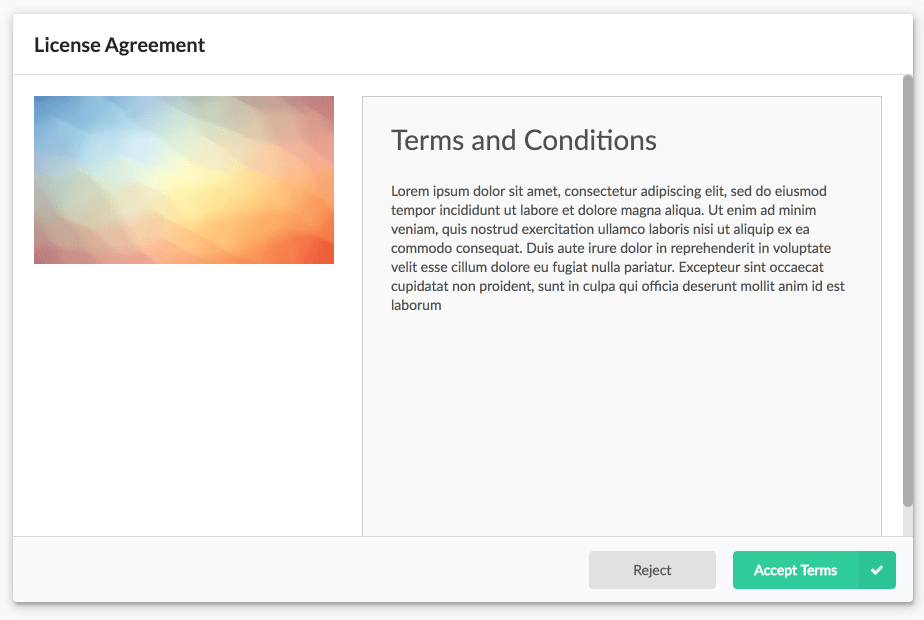 License Agreement
Terms and Conditions
Lorem ipsum dolor sit amet, consectetur adipiscing elit, sed do eiusmod
tempor incididunt ut labore et dolore magna aliqua. Ut enim ad minim
veniam, quis nostrud exercitation ullamco laboris nisi ut aliquip ex ea
commodo consequat. Duis aute irure dolor in reprehenderit in voluptate
velit esse cillum dolore eu fugiat nulla pariatur. Excepteur sint occaecat
cupidatat non proident, sunt in culpa qui officia deserunt mollit anim id est
laborum
Reject
Accept Terms